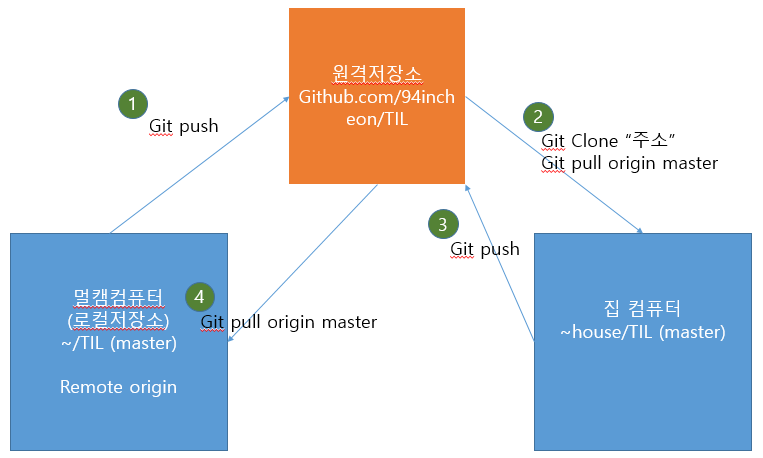 원격저장소
Github.com/94inch
eon/TIL
1
Git push
2
Git Clone “주소”
Git pull origin master
3
Git push
멀캠컴퓨터
(로컬저장소)
~/TIL (master)
Remote origin
4
Git pull origin master
집 컴퓨터
~house/TIL (master)